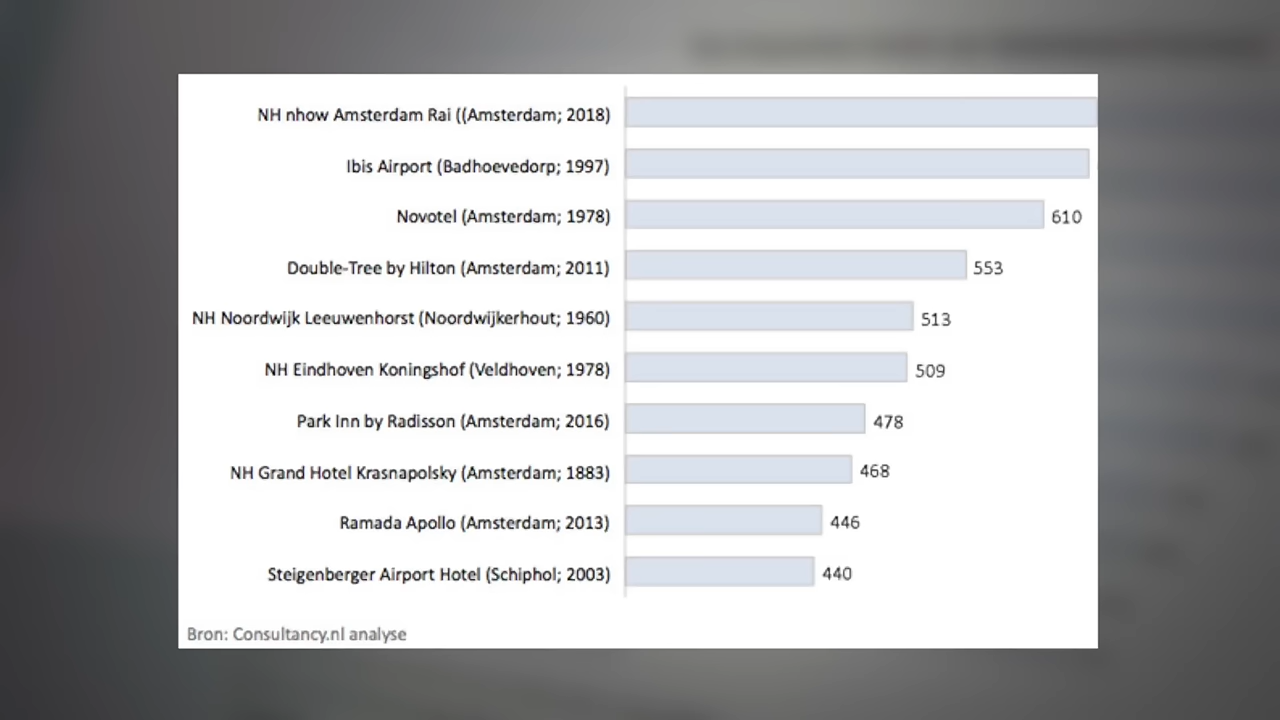 NH nhow Amsterdam Rai ((Amsterdam; 2018)
Ibis Airport (Badhoevedorp; 1997)
Novotel (Amsterdam; 1978) 610
Double-Tree by Hilton (Amsterdam; 2011) 553
NH Noordwijk Leeuwenhorst (Noordwijkerhout; 1960) 513
NH Eindhoven Koningshof (Veldhoven; 1978) 509
Park Inn by Radisson (Amsterdam; 2016) 478
NH Grand Hotel Krasnapolsky (Amsterdam; 1883) 468
Ramada Apollo (Amsterdam; 2013) 446
Steigenberger Airport Hotel (Schiphol; 2003) 440
Bron: Consultancy.nl analyse